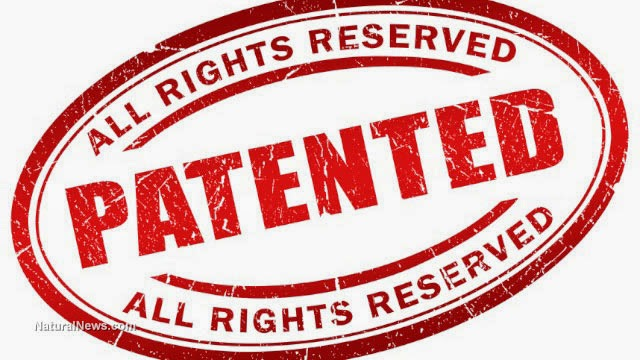 ALL RIGHTS RESERVED
PATENTED
ALL RIGHTS RESERVED
NaturalNews.com